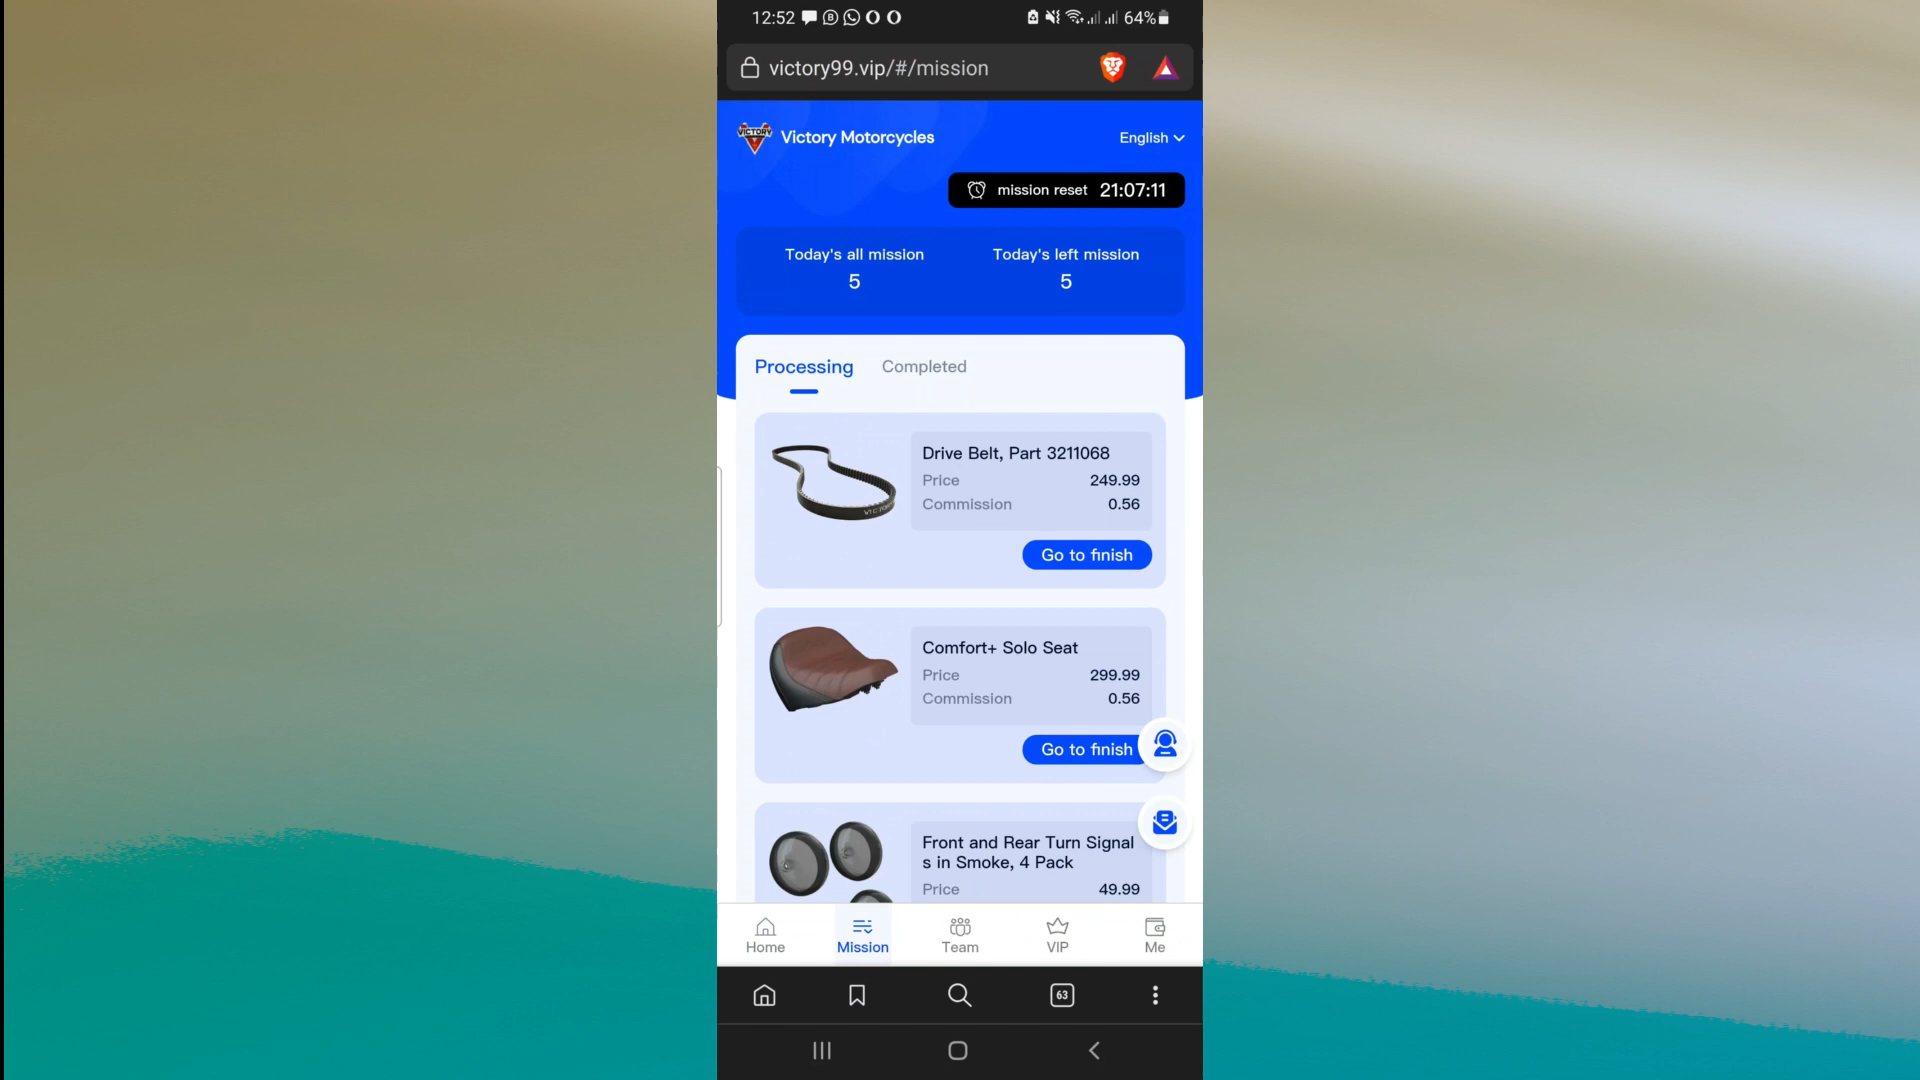 12:52
64%
victory99.vip/#/mission
VICTORY
Victory Motorcycles
English
mission reset 21:07:11
Today's all mission
5
Today's left mission
5
Processing
Completed
Drive Belt, Part 3211068
Price 249.99
Commission 0.56
Go to finish
Comfort+ Solo Seat
Price 299.99
Commission 0.56
Go to finish
Front and Rear Turn Signal
s in Smoke, 4 Pack
Price 49.99
Home
Mission
Team
VIP
Me
63